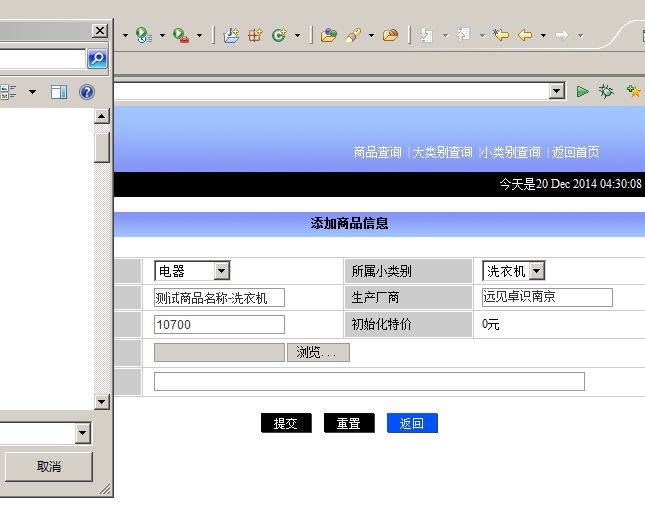 商品查询 | 大类别查询 | 小类别查询 | 返回首页
今天是20 Dec 2014 04:30:08
添加商品信息
电器 所属小类别 洗衣机
测试商品名称-洗衣机 生产厂商 远见卓识南京
10700 初始化特价 0元
浏览...
提交 重置 返回
取消